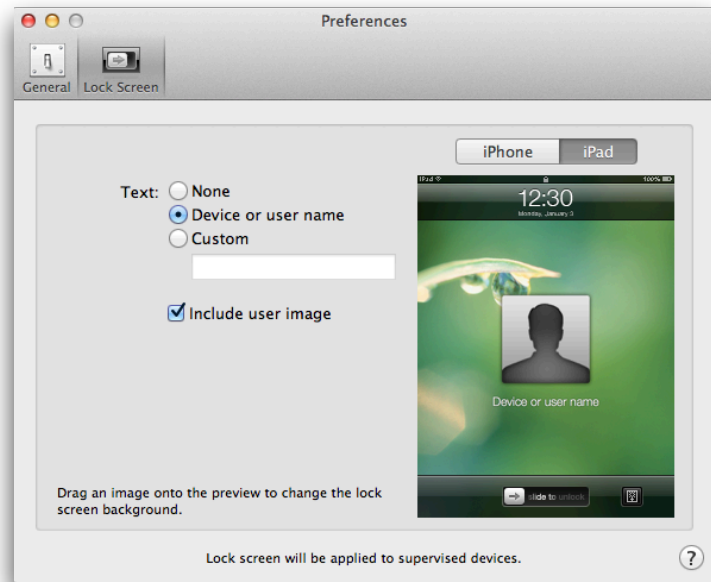 Preferences
General
Lock Screen
iPhone
iPad
Text:
None
Device or user name
Custom
Include user image
iPad
100%
12:30
Monday, January 3
Device or user name
slide to unlock
Drag an image onto the preview to change the lock
screen background.
Lock screen will be applied to supervised devices.
?